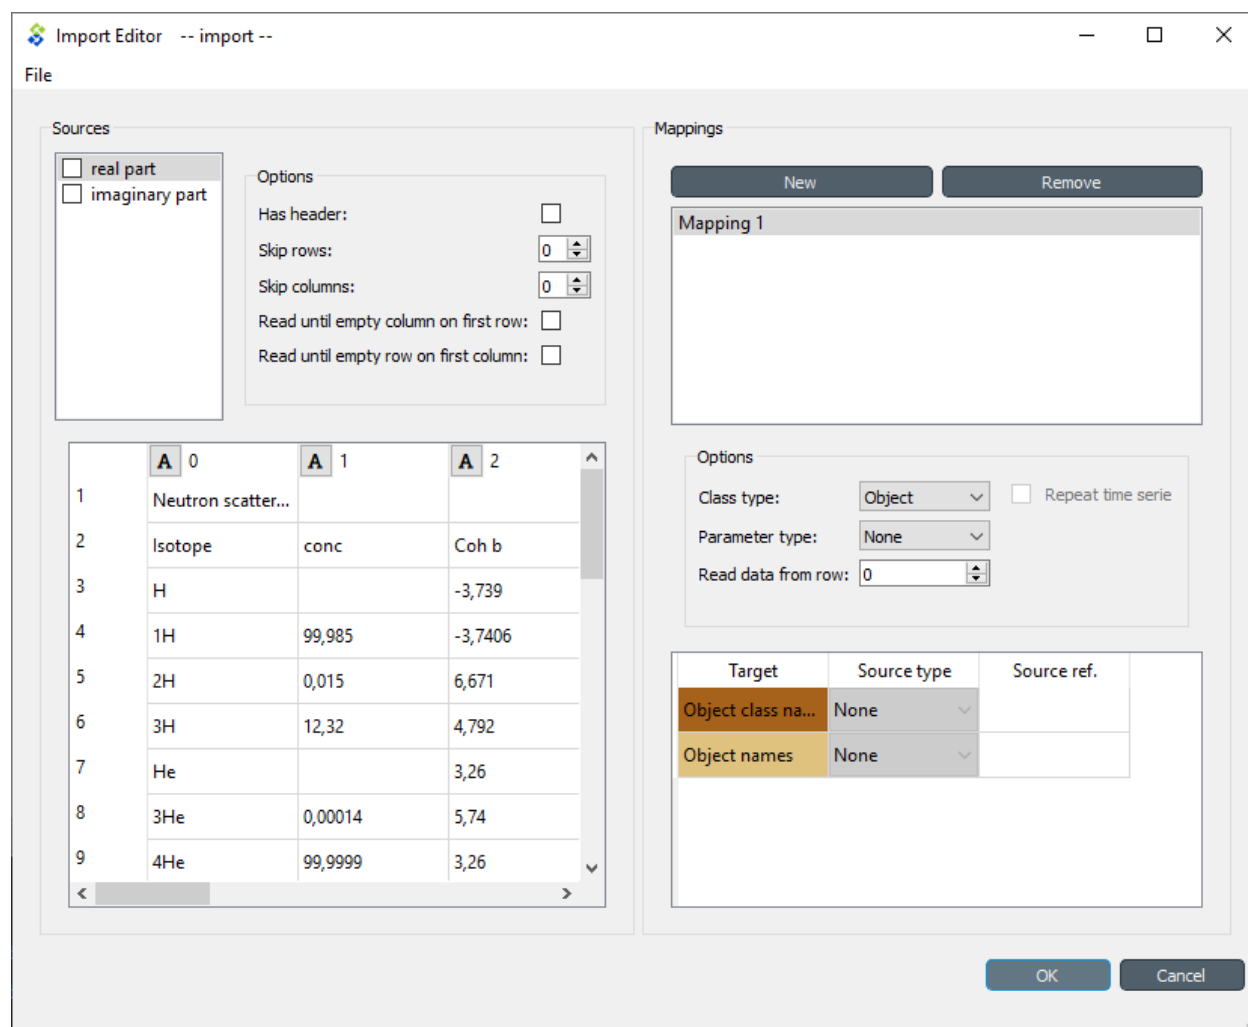 Import Editor -- import --
File
Sources
real part
imaginary part
Options
Has header:
Skip rows: 0
Skip columns: 0
Read until empty column on first row:
Read until empty row on first column:
A 0 A 1 A 2
1 Neutron scatter...
2 Isotope conc Coh b
3 H -3,739
4 1H 99,985 -3,7406
5 2H 0,015 6,671
6 3H 12,32 4,792
7 He 3,26
8 3He 0,00014 5,74
9 4He 99,9999 3,26
Mappings
New Remove
Mapping 1
Options
Class type: Object Repeat time serie
Parameter type: None
Read data from row: 0
Target Source type Source ref.
Object class na... None
Object names None
OK Cancel